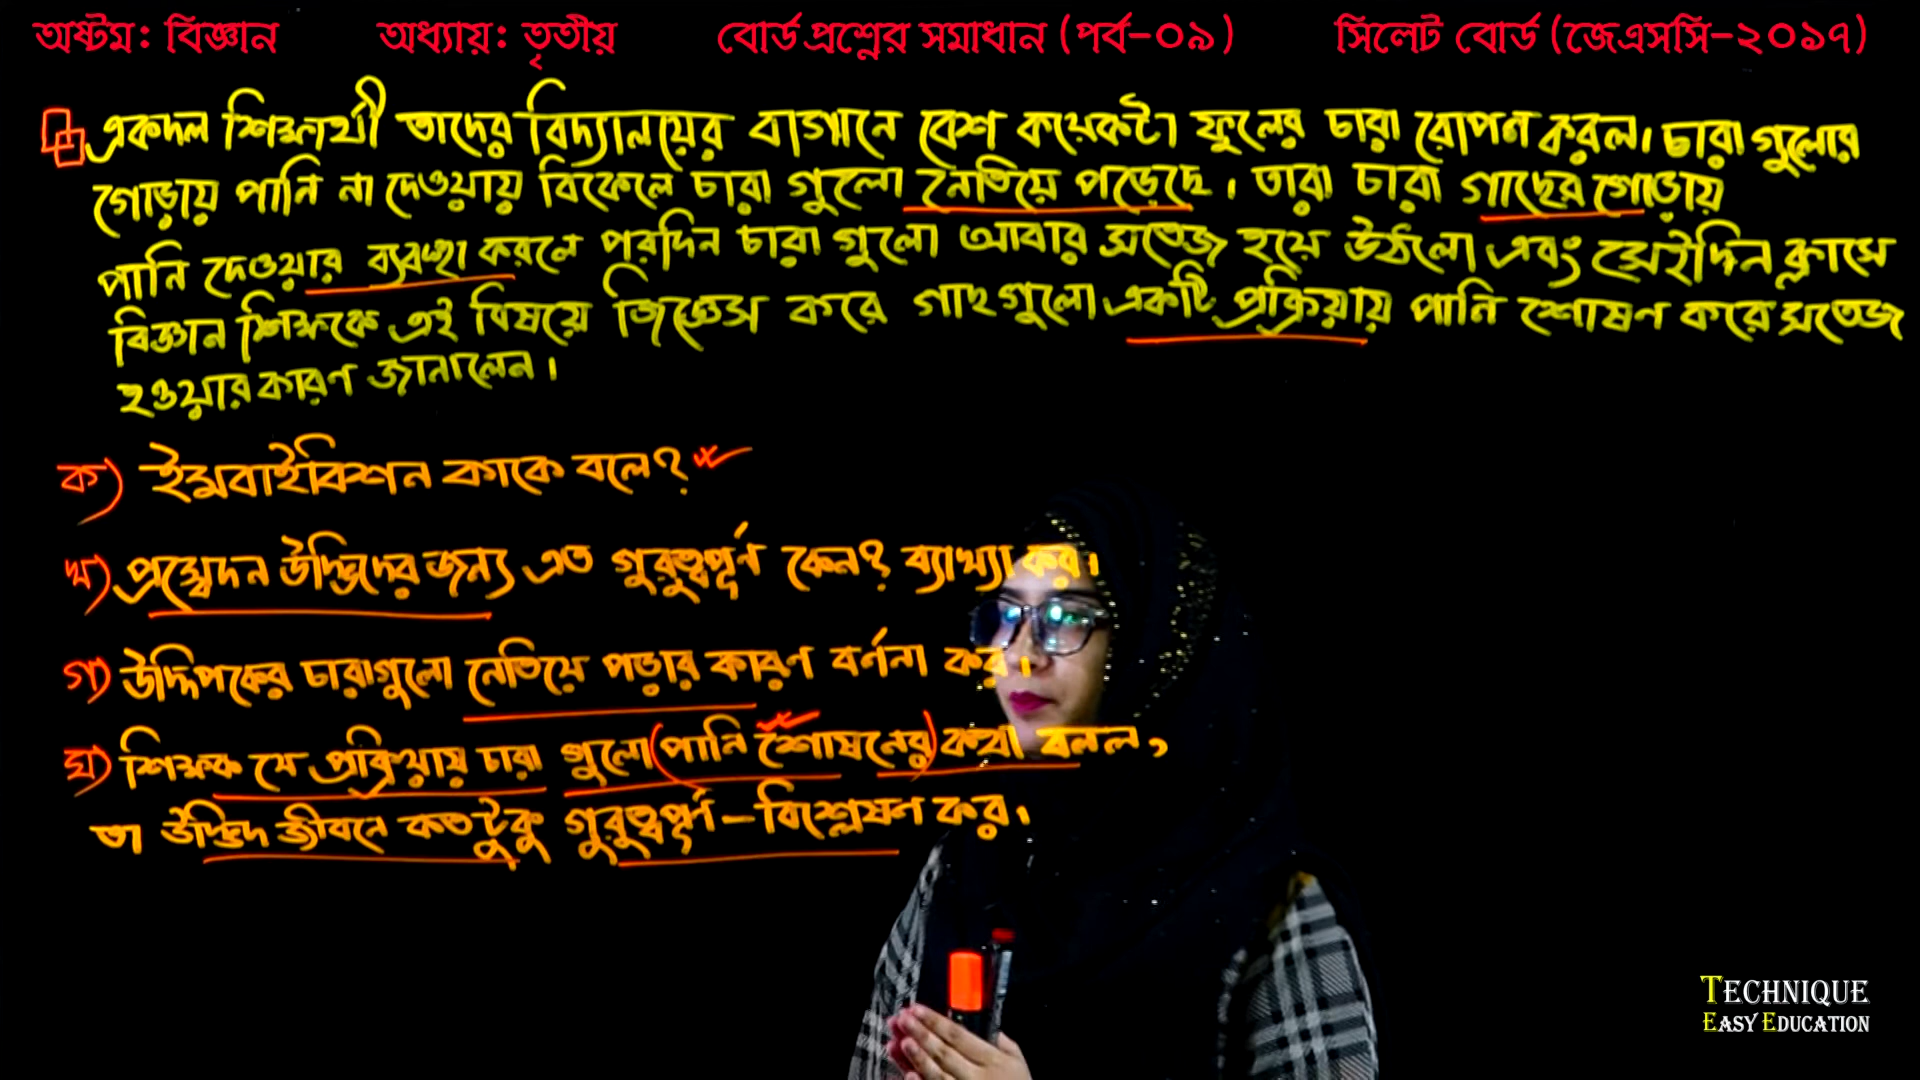 অষ্টম: বিজ্ঞান অধ্যায়: তৃতীয় বোর্ড প্রশ্নের সমাধান (পর্ব-০৯) সিলেট বোর্ড (জেএসসি-২০১৭)
একদল শিক্ষার্থী তাদের বিদ্যালয়ের বাগানে বেশ কয়েকটা ফুলের চারা রোপন করল। চারা গুলোর
গোড়ায় পানি না দেওয়ায় বিকেলে চারা গুলো নেতিয়ে পড়েছে। তারা চারা গাছের গোড়ায়
পানি দেওয়ার ব্যবস্থা করলে পরদিন চারা গুলো আবার সতেজ হয়ে উঠলো এবং সেইদিন ক্লাসে
বিজ্ঞান শিক্ষককে এই বিষয়ে জিজ্ঞেস করে গাছগুলো একটি প্রক্রিয়ায় পানি শোষণ করে সতেজ
হওয়ার কারণ জানালেন।
ক) ইমবাইবিশন কাকে বলে?
খ) প্রস্বেদন উদ্ভিদের জন্য এত গুরুত্বপূর্ণ কেন? ব্যাখ্যা কর।
গ) উদ্দিপকের চারাগুলো নেতিয়ে পড়ার কারণ বর্ণনা কর।
ঘ) শিক্ষক যে প্রক্রিয়ায় চারা গুলো (পানি শোষনের) কথা বলল,
তা উদ্ভিদ জীবনে কতটুকু গুরুত্বপূর্ণ - বিশ্লেষণ কর।
TECHNIQUE
EASY EDUCATION